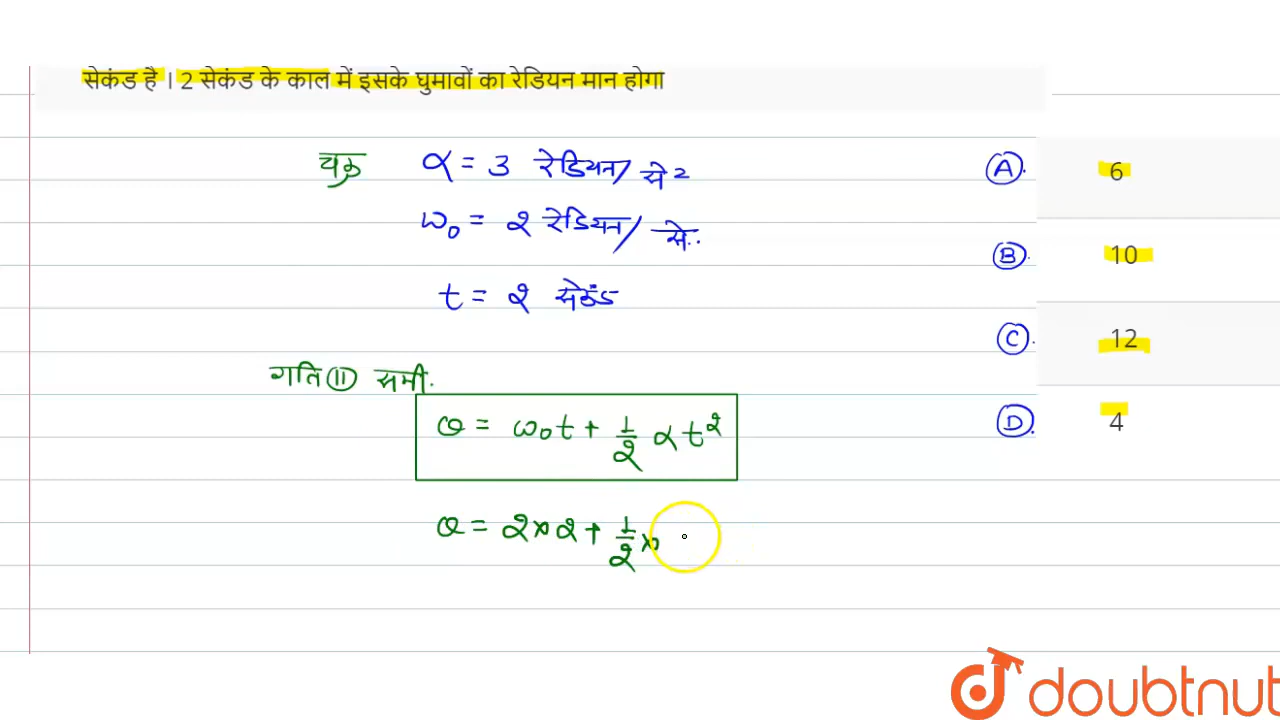 सेकंड है । 2 सेकंड के काल में इसके घुमावों का रेडियन मान होगा
चक्र α = 3 रेडियन/से²
ω₀ = 2 रेडियन/से.
t = 2 सेकंड
गति (II) समी.
θ = ω₀t + 1/2 αt²
θ = 2×2 + 1/2 ×
(A). 6
(B). 10
(C). 12
(D). 4
doubtnut